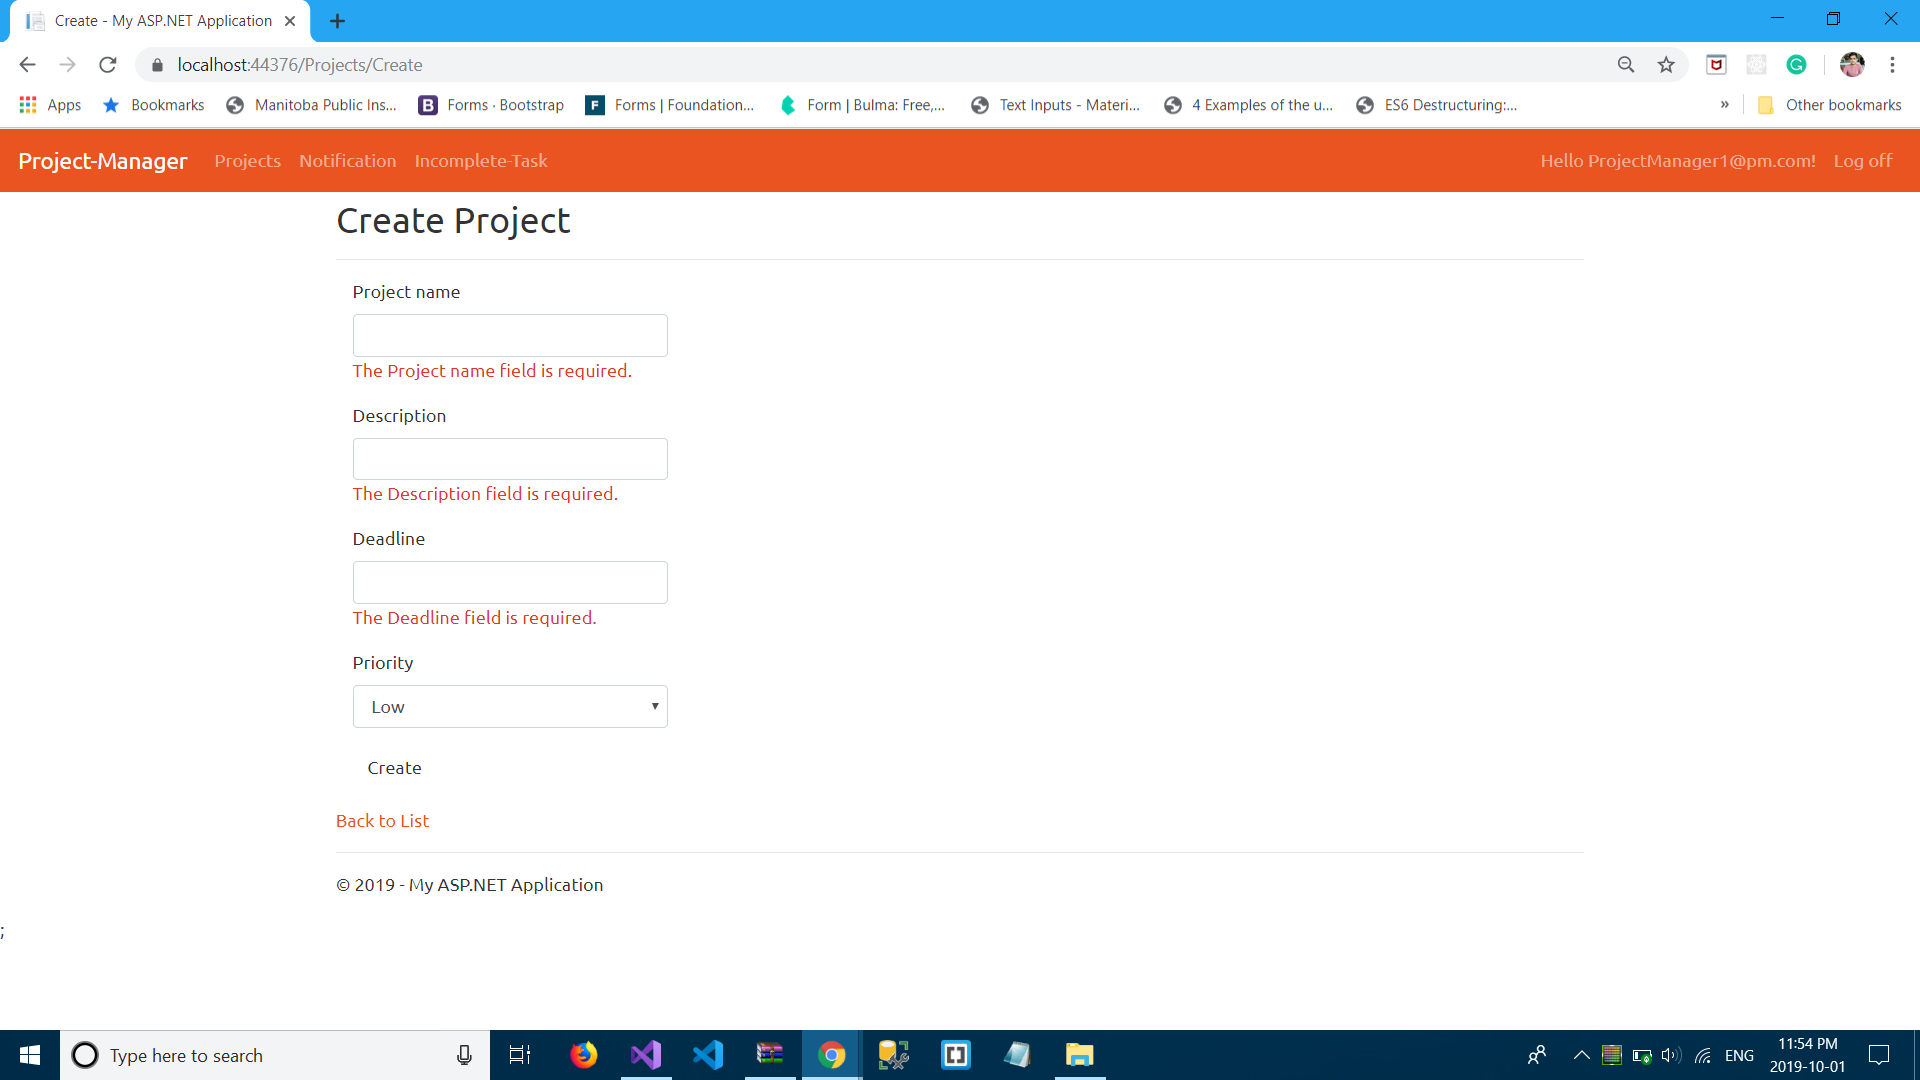 Create - My ASP.NET Application
localhost:44376/Projects/Create
Apps Bookmarks Manitoba Public Ins... Forms · Bootstrap Forms | Foundation... Form | Bulma: Free,... Text Inputs - Materi... 4 Examples of the u... ES6 Destructuring:... » Other bookmarks
Project-Manager Projects Notification Incomplete-Task Hello ProjectManager1@pm.com! Log off
Create Project
Project name
The Project name field is required.
Description
The Description field is required.
Deadline
The Deadline field is required.
Priority
Low
Create
Back to List
© 2019 - My ASP.NET Application
;
Type here to search
ENG
11:54 PM
2019-10-01